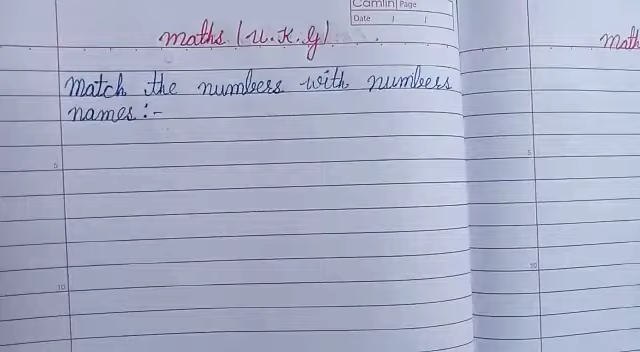 Camlin Page
Date / /
maths (U.K.G)
Match the numbers with numbers
names :-
5
10
Math
5
10